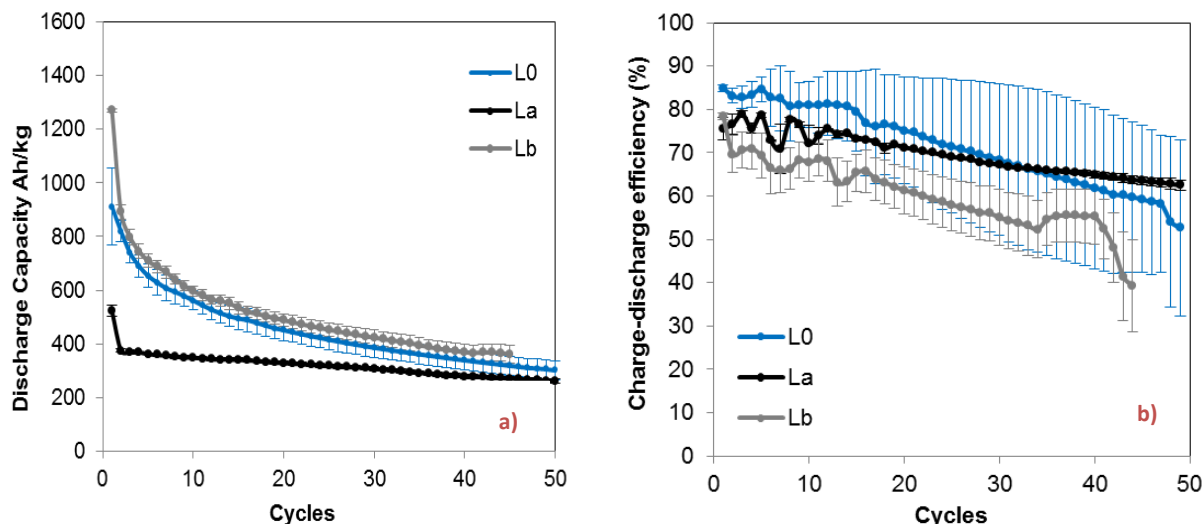 1600
1400
1200
1000
800
600
400
200
0
Discharge Capacity Ah/kg
L0
La
Lb
a)
0 10 20 30 40 50
Cycles
100
90
80
70
60
50
40
30
20
10
0
Charge-discharge efficiency (%)
L0
La
Lb
b)
0 10 20 30 40 50
Cycles